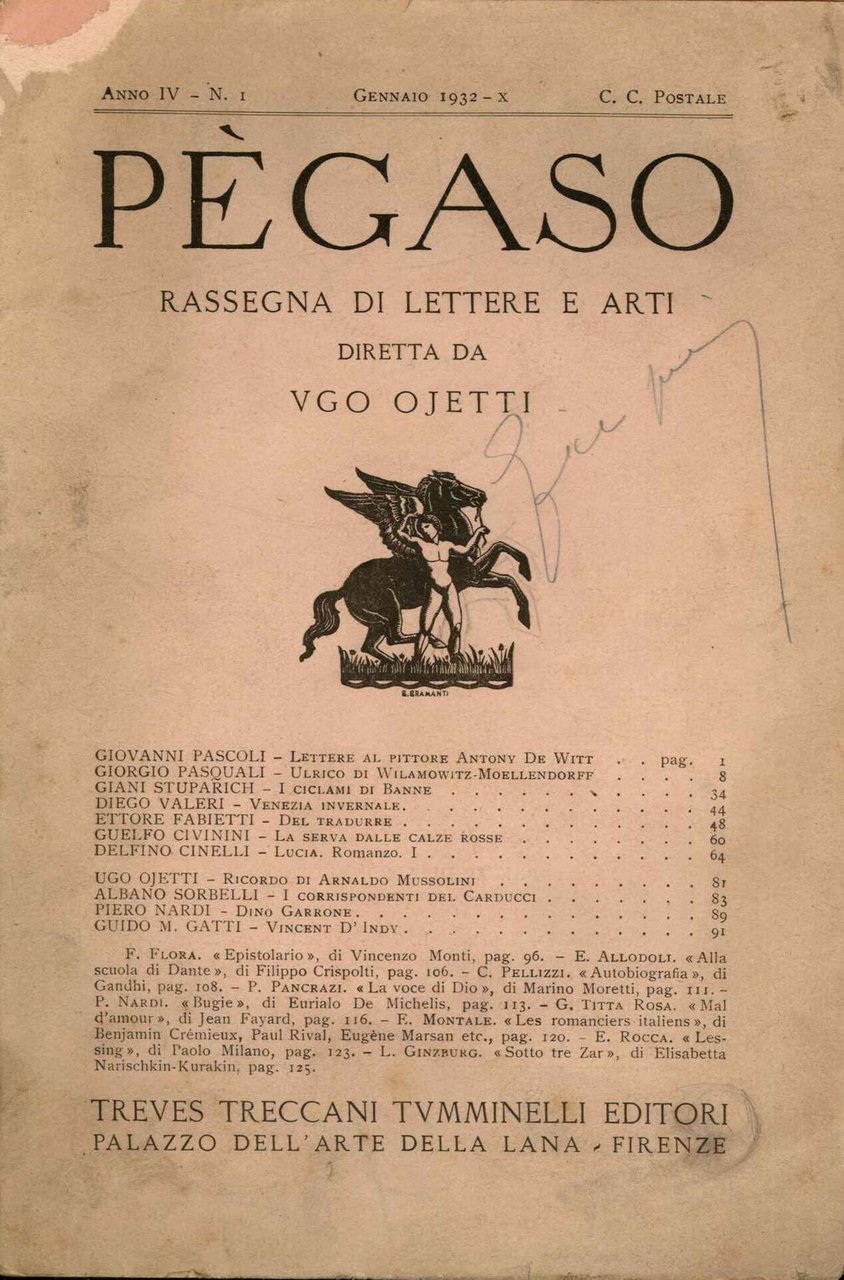 Anno IV - N. 1 Gennaio 1932 - X C. C. Postale
PÈGASO
RASSEGNA DI LETTERE E ARTI
DIRETTA DA
VGO OJETTI
B. BRAMANTI
GIOVANNI PASCOLI - Lettere al pittore Antony De Witt . . pag. 1
GIORGIO PASQUALI - Ulrico di Wilamowitz-Moellendorff . . . . 8
GIANI STUPARICH - I ciclami di Banne . . . . . . . . . . . 34
DIEGO VALERI - Venezia invernale . . . . . . . . . . . . . 44
ETTORE FABIETTI - Del tradurre . . . . . . . . . . . . . . 48
GUELFO CIVININI - La serva dalle calze rosse . . . . . . . . 60
DELFINO CINELLI - Lucia. Romanzo. I . . . . . . . . . . . . 64
UGO OJETTI - Ricordo di Arnaldo Mussolini . . . . . . . . . 81
ALBANO SORBELLI - I corrispondenti del Carducci . . . . . . . 83
PIERO NARDI - Dino Garrone . . . . . . . . . . . . . . . 89
GUIDO M. GATTI - Vincent D' Indy . . . . . . . . . . . . . 91
F. Flora. «Epistolario», di Vincenzo Monti, pag. 96. - E. Allodoli. «Alla
scuola di Dante», di Filippo Crispolti, pag. 106. - C. Pellizzi. «Autobiografia», di
Gandhi, pag. 108. - P. Pancrazi. «La voce di Dio», di Marino Moretti, pag. 111. -
P. Nardi. «Bugie», di Eurialo De Michelis, pag. 113. - G. Titta Rosa. «Mal
d'amour», di Jean Fayard, pag. 116. - E. Montale. «Les romanciers italiens», di
Benjamin Crémieux, Paul Rival, Eugène Marsan etc., pag. 120. - E. Rocca. «Les-
sing», di Paolo Milano, pag. 123. - L. Ginzburg. «Sotto tre Zar», di Elisabetta
Narischkin-Kurakin, pag. 125.
TREVES TRECCANI TVMMINELLI EDITORI
PALAZZO DELL'ARTE DELLA LANA - FIRENZE